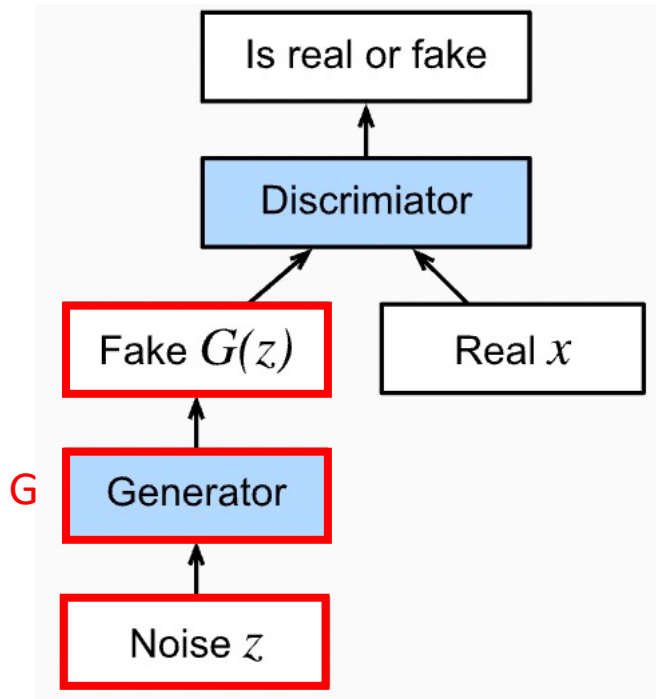 Is real or fake
Discrimiator
Fake G(z)
Real x
G
Generator
Noise z